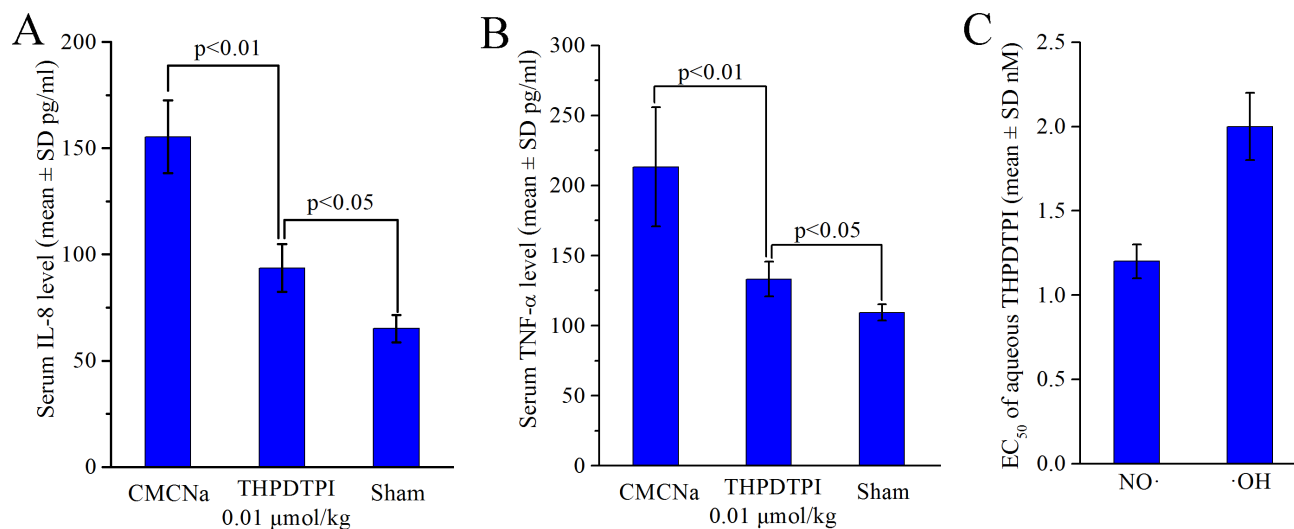 A
Serum IL-8 level (mean ± SD pg/ml)
200
150
100
50
0
p<0.01
p<0.05
CMCNa
THPDTPI
0.01 μmol/kg
Sham
B
Serum TNF-α level (mean ± SD pg/ml)
300
250
200
150
100
50
0
p<0.01
p<0.05
CMCNa
THPDTPI
0.01 μmol/kg
Sham
C
EC50 of aqueous THPDTPI (mean ± SD nM)
2.5
2.0
1.5
1.0
0.5
0.0
NO·
·OH